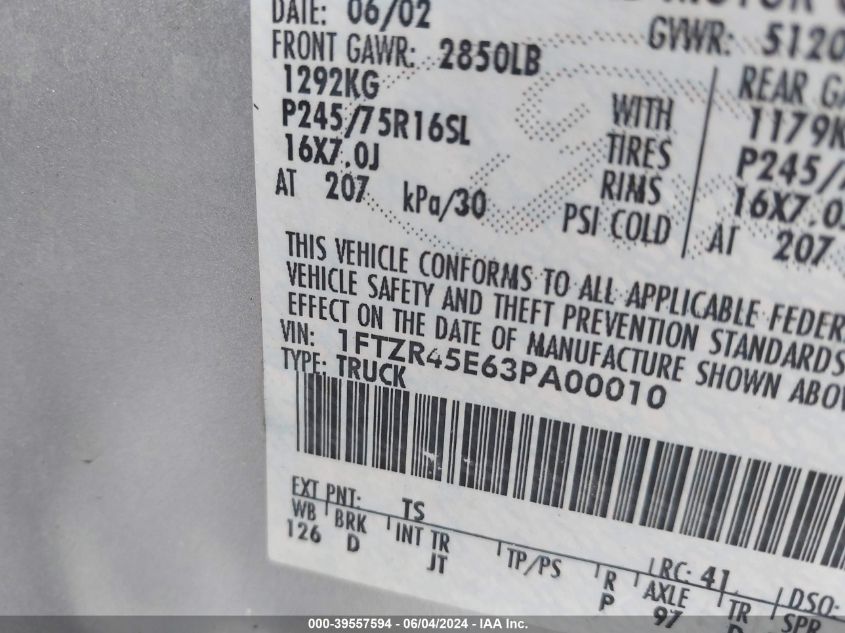 DATE: 06/02
MOTOR
FRONT GAWR: 2850LB
GVWR: 5120
1292KG
REAR
P245/75R16SL
WITH
1179K
16X7.0J
TIRES
P245/
AT 207 kPa/30
RIMS
16X7.0J
PSI COLD
AT 207
THIS VEHICLE CONFORMS TO ALL APPLICABLE FEDER
VEHICLE SAFETY AND THEFT PREVENTION STANDARDS
EFFECT ON THE DATE OF MANUFACTURE SHOWN ABOV
VIN: 1FTZR45E63PA00010
TYPE: TRUCK
EXT PNT: TS
WB BRK INT TR TP/PS R RC: 41 DSO:
126 D JT P AXLE TR SPR
97
000-39557594 - 06/04/2024 - IAA Inc.